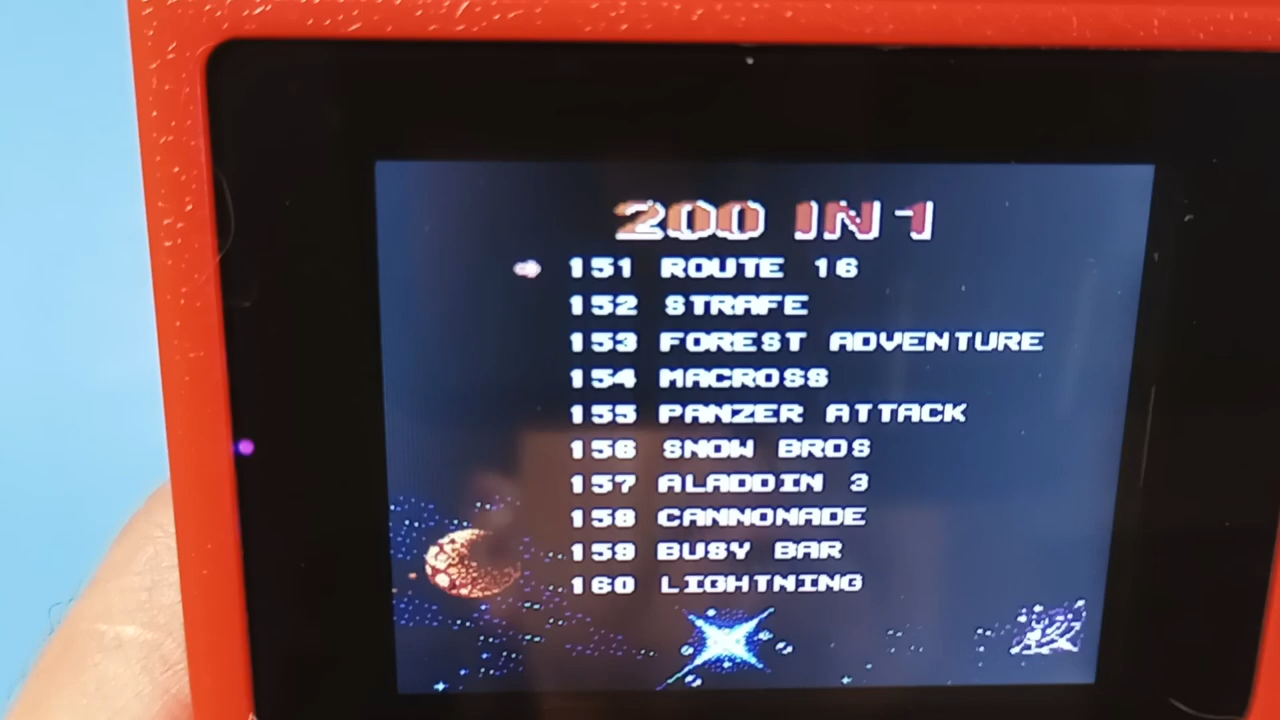 200 IN 1
151 ROUTE 16
152 STRAFE
153 FOREST ADVENTURE
154 MACROSS
155 PANZER ATTACK
156 SNOW BROS
157 ALADDIN 3
158 CANNONADE
159 BUSY BAR
160 LIGHTNING